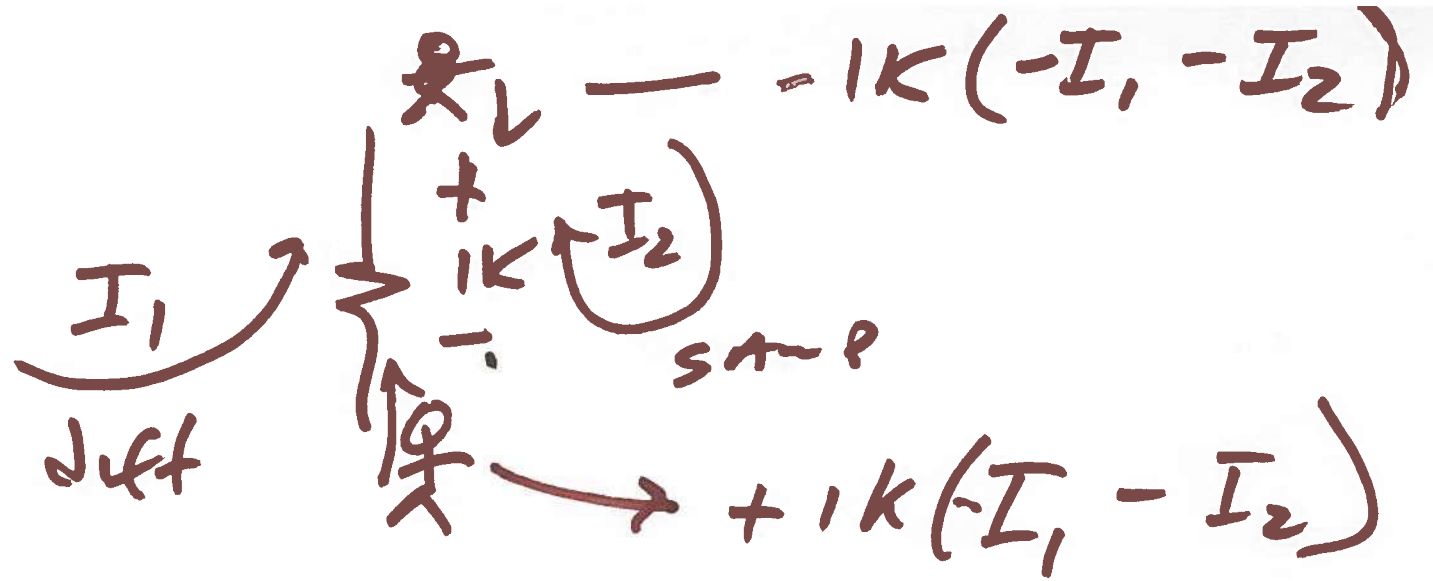 - 1K(-I₁ - I₂)
+
I₂
1K
I₁
-
same
diff
+ 1K(-I₁ - I₂)